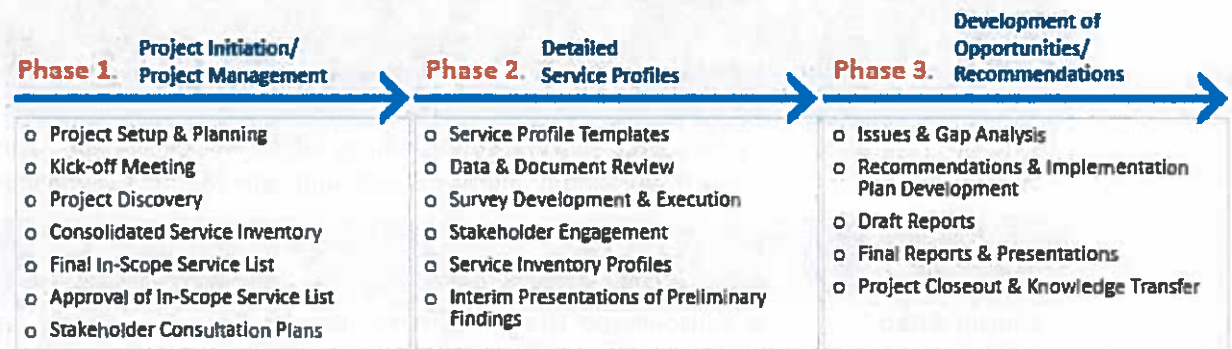 Phase 1. Project Initiation/
Project Management
o Project Setup & Planning
o Kick-off Meeting
o Project Discovery
o Consolidated Service Inventory
o Final In-Scope Service List
o Approval of In-Scope Service List
o Stakeholder Consultation Plans
Phase 2. Detailed
Service Profiles
o Service Profile Templates
o Data & Document Review
o Survey Development & Execution
o Stakeholder Engagement
o Service Inventory Profiles
o Interim Presentations of Preliminary
Findings
Phase 3. Development of
Opportunities/
Recommendations
o Issues & Gap Analysis
o Recommendations & Implementation
Plan Development
o Draft Reports
o Final Reports & Presentations
o Project Closeout & Knowledge Transfer